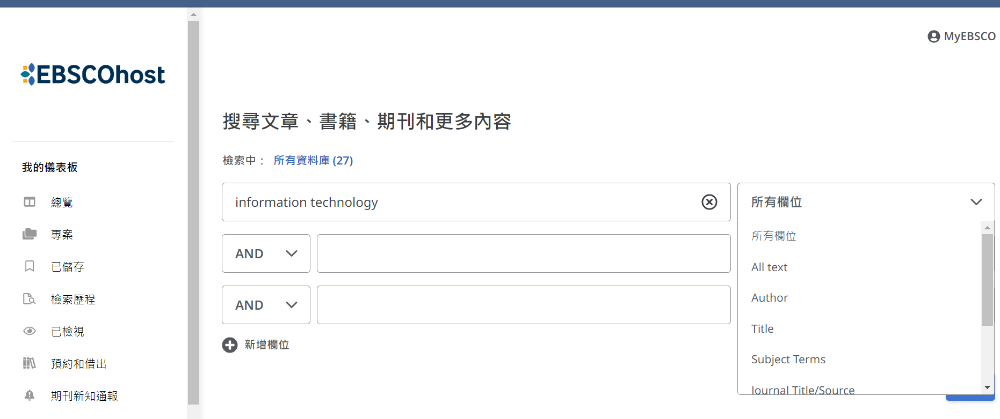 MyEBSCO
EBSCOhost
我的儀表板
總覽
專案
已儲存
檢索歷程
已檢視
預約和借出
期刊新知通報
搜尋文章、書籍、期刊和更多內容
檢索中： 所有資料庫 (27)
information technology
所有欄位
AND
AND
新增欄位
所有欄位
All text
Author
Title
Subject Terms
Journal Title/Source